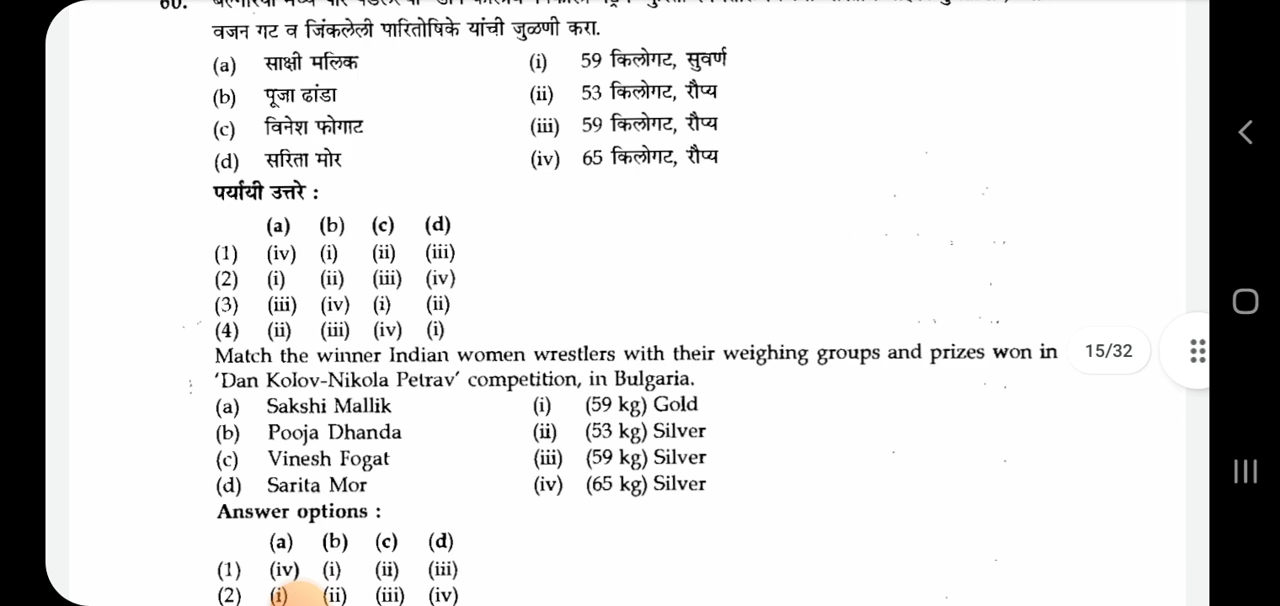 60.
वजन गट व जिंकलेली पारितोषिके यांची जुळणी करा.
(a) साक्षी मलिक (i) 59 किलोगट, सुवर्ण
(b) पूजा ढांडा (ii) 53 किलोगट, रौप्य
(c) विनेश फोगाट (iii) 59 किलोगट, रौप्य
(d) सरिता मोर (iv) 65 किलोगट, रौप्य
पर्यायी उत्तरे :
(a) (b) (c) (d)
(1) (iv) (i) (ii) (iii)
(2) (i) (ii) (iii) (iv)
(3) (iii) (iv) (i) (ii)
(4) (ii) (iii) (iv) (i)
Match the winner Indian women wrestlers with their weighing groups and prizes won in
15/32
‘Dan Kolov-Nikola Petrav’ competition, in Bulgaria.
(a) Sakshi Mallik (i) (59 kg) Gold
(b) Pooja Dhanda (ii) (53 kg) Silver
(c) Vinesh Fogat (iii) (59 kg) Silver
(d) Sarita Mor (iv) (65 kg) Silver
Answer options :
(a) (b) (c) (d)
(1) (iv) (i) (ii) (iii)
(2) (i) (ii) (iii) (iv)